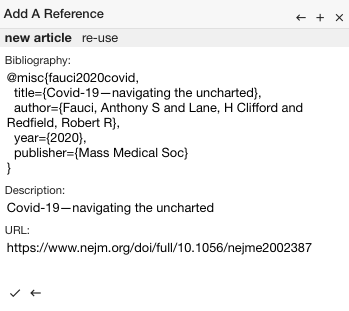 Add A Reference
new article re-use
Bibliography:
@misc{fauci2020covid,
title={Covid-19—navigating the uncharted},
author={Fauci, Anthony S and Lane, H Clifford and
Redfield, Robert R},
year={2020},
publisher={Mass Medical Soc}
}
Description:
Covid-19—navigating the uncharted
URL:
https://www.nejm.org/doi/full/10.1056/nejme2002387